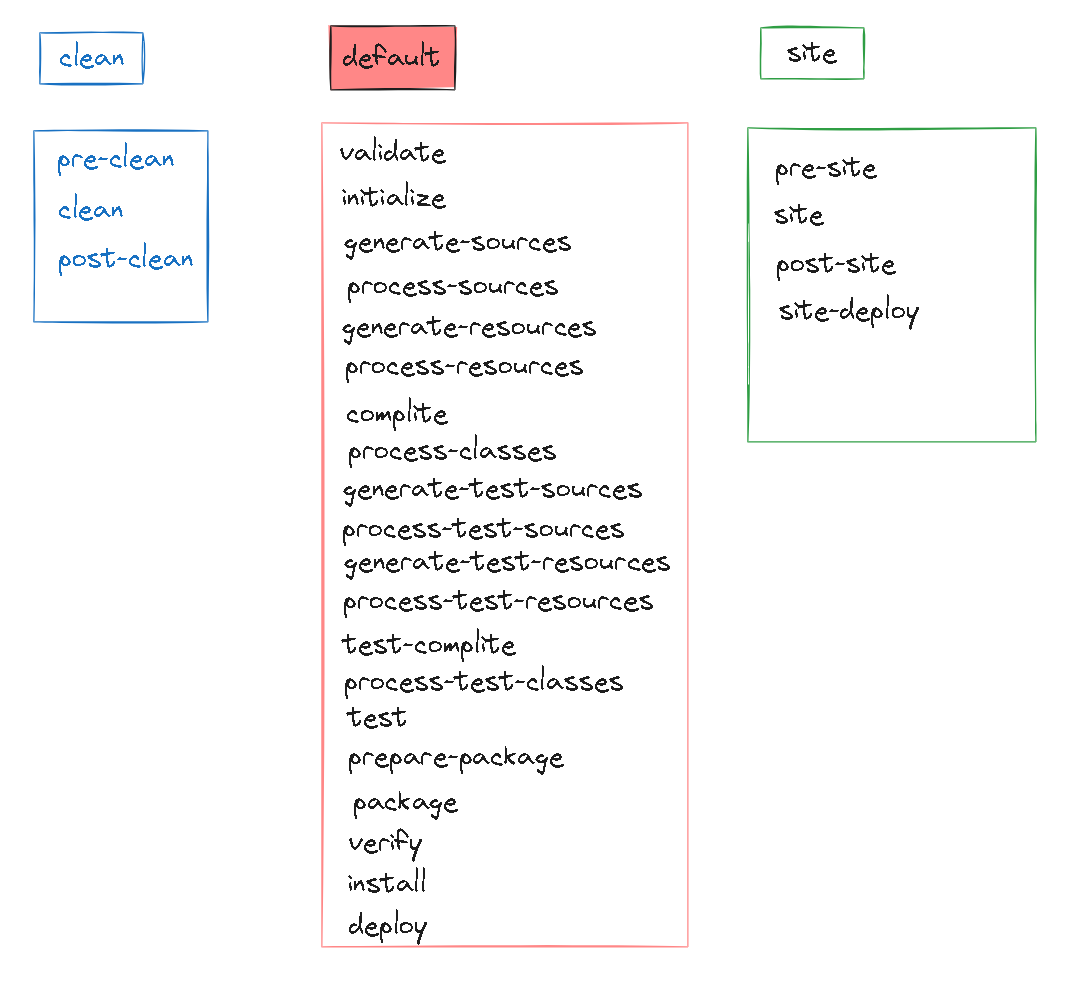 clean
pre-clean
clean
post-clean
default
validate
initialize
generate-sources
process-sources
generate-resources
process-resources
complite
process-classes
generate-test-sources
process-test-sources
generate-test-resources
process-test-resources
test-complite
process-test-classes
test
prepare-package
package
verify
install
deploy
site
pre-site
site
post-site
site-deploy